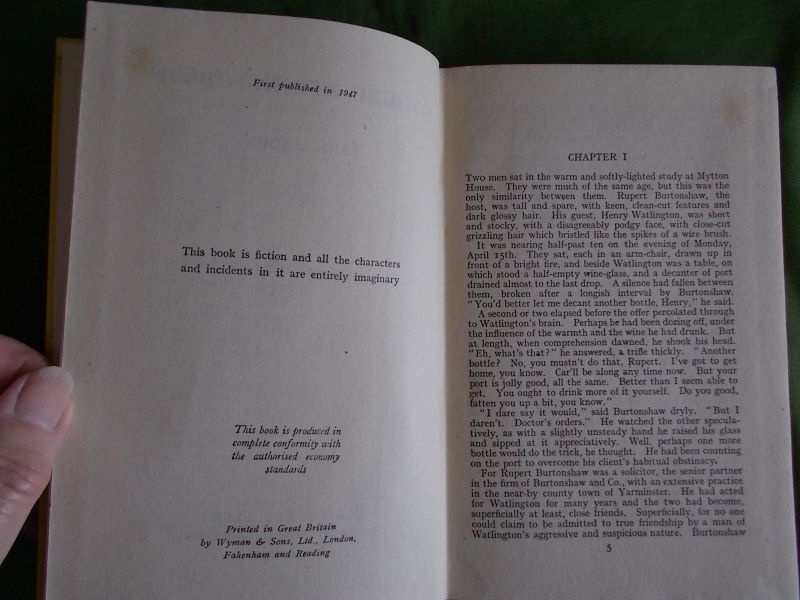 First published in 1947
This book is fiction and all the characters
and incidents in it are entirely imaginary
This book is produced in
complete conformity with
the authorised economy
standards
Printed in Great Britain
by Wyman & Sons, Ltd., London,
Fakenham and Reading
CHAPTER I
Two men sat in the warm and softly-lighted study at Mytton
House. They were much of the same age, but this was the
only similarity between them. Rupert Burtonshaw, the
host, was tall and spare, with keen, clean-cut features and
dark glossy hair. His guest, Henry Watlington, was short
and stocky, with a disagreeably podgy face, with close-cut
grizzling hair which bristled like the spikes of a wire brush.
It was nearing half-past ten on the evening of Monday,
April 15th. They sat, each in an arm-chair, drawn up in
front of a bright fire, and beside Watlington was a table, on
which stood a half-empty wine-glass, and a decanter of port
drained almost to the last drop. A silence had fallen between
them, broken after a longish interval by Burtonshaw.
"You'd better let me decant another bottle, Henry," he said.
A second or two elapsed before the offer percolated through
to Watlington's brain. Perhaps he had been dozing off, under
the influence of the warmth and the wine he had drunk. But
at length, when comprehension dawned, he shook his head.
"Eh, what's that?" he answered, a trifle thickly. "Another
bottle? No, you mustn't do that, Rupert. I've got to get
home, you know. Car'll be along any time now. But your
port is jolly good, all the same. Better than I seem able to
get. You ought to drink more of it yourself. Do you good,
fatten you up a bit, you know."
"I dare say it would," said Burtonshaw dryly. "But I
daren't. Doctor's orders." He watched the other specula-
tively, as with a slightly unsteady hand he raised his glass
and sipped at it appreciatively. Well, perhaps one more
bottle would do the trick, he thought. He had been counting
on the port to overcome his client's habitual obstinacy.
For Rupert Burtonshaw was a solicitor, the senior partner
in the firm of Burtonshaw and Co., with an extensive practice
in the near-by county town of Yarminster. He had acted
for Watlington for many years and the two had become,
superficially at least, close friends. Superficially, for no one
could claim to be admitted to true friendship by a man of
Watlington's aggressive and suspicious nature. Burtonshaw
5